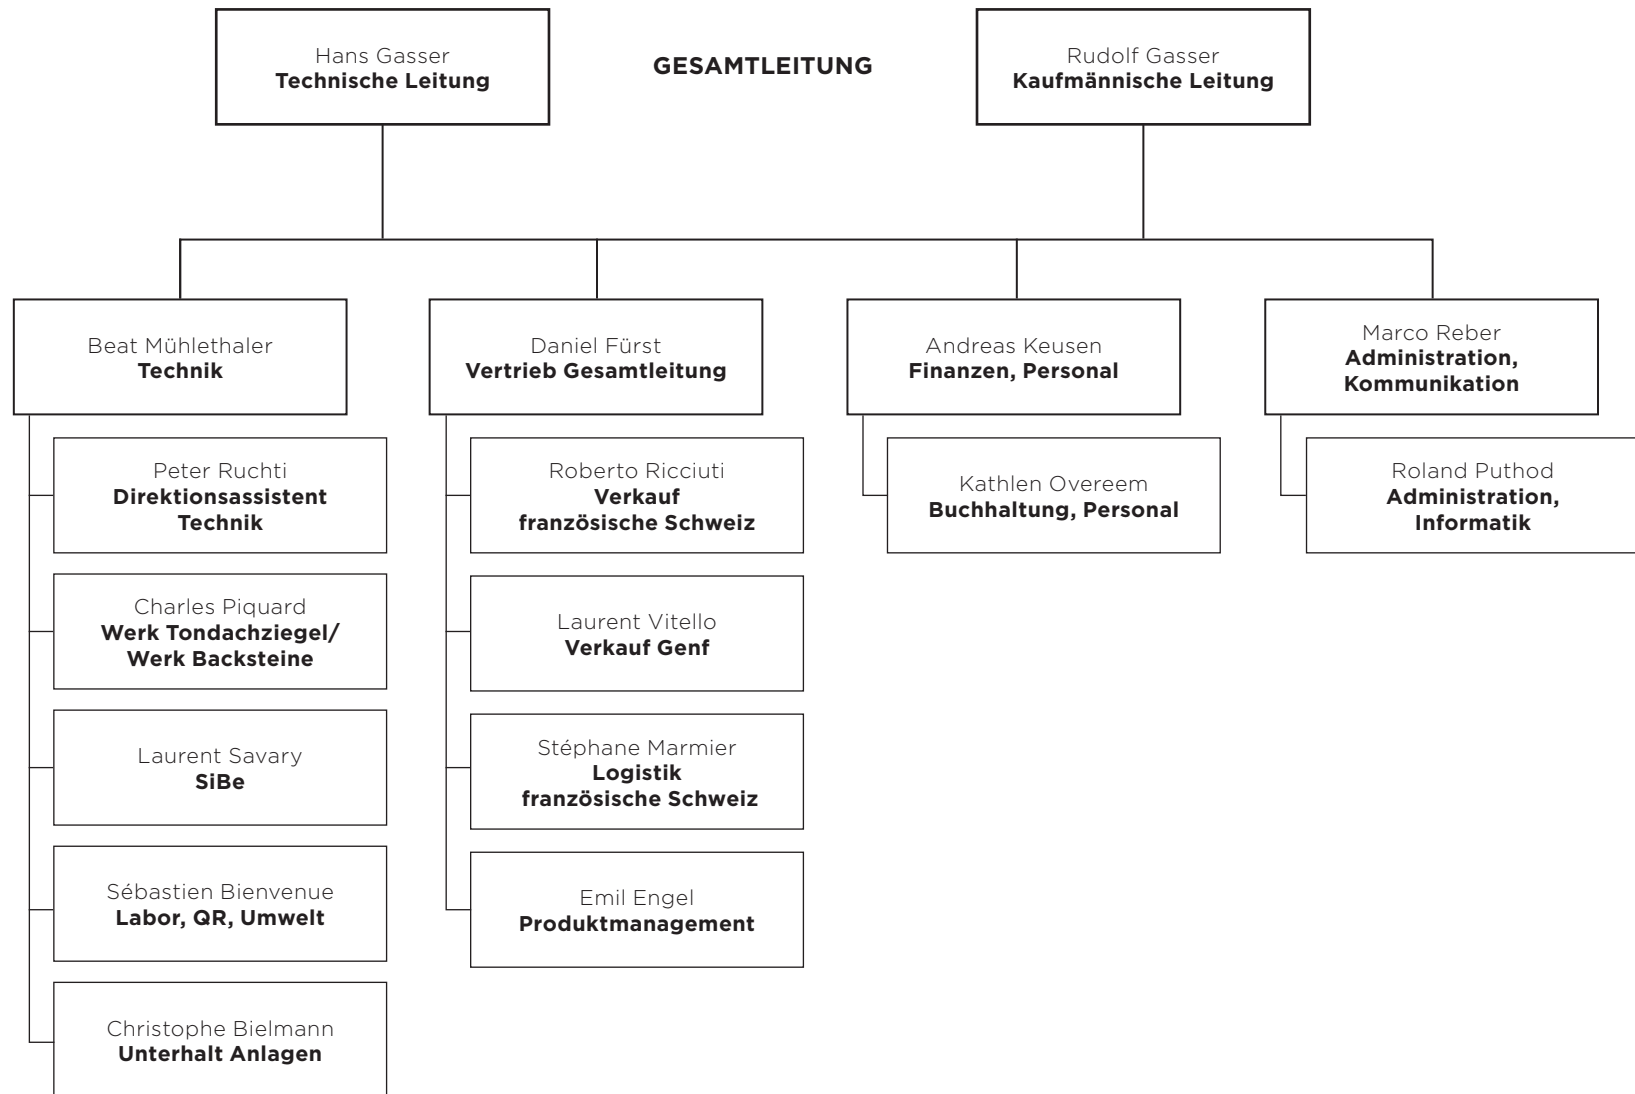 Hans Gasser
Technische Leitung
GESAMTLEITUNG
Rudolf Gasser
Kaufmännische Leitung
Beat Mühlethaler
Technik
Daniel Fürst
Vertrieb Gesamtleitung
Andreas Keusen
Finanzen, Personal
Marco Reber
Administration,
Kommunikation
Peter Ruchti
Direktionsassistent
Technik
Charles Piquard
Werk Tondachziegel/
Werk Backsteine
Laurent Savary
SiBe
Sébastien Bienvenue
Labor, QR, Umwelt
Christophe Bielmann
Unterhalt Anlagen
Roberto Ricciuti
Verkauf
französische Schweiz
Laurent Vitello
Verkauf Genf
Stéphane Marmier
Logistik
französische Schweiz
Emil Engel
Produktmanagement
Kathlen Overeem
Buchhaltung, Personal
Roland Puthod
Administration,
Informatik